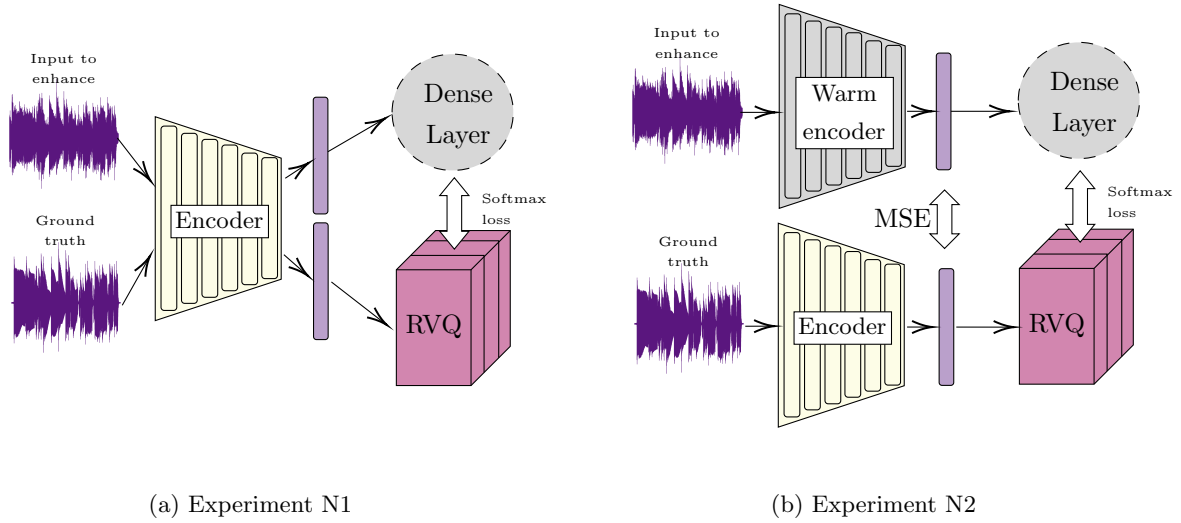 Input to
enhance
Dense
Layer
Encoder
Softmax
loss
Ground
truth
RVQ
(a) Experiment N1
Input to
enhance
Warm
encoder
Dense
Layer
MSE
Softmax
loss
Ground
truth
Encoder
RVQ
(b) Experiment N2